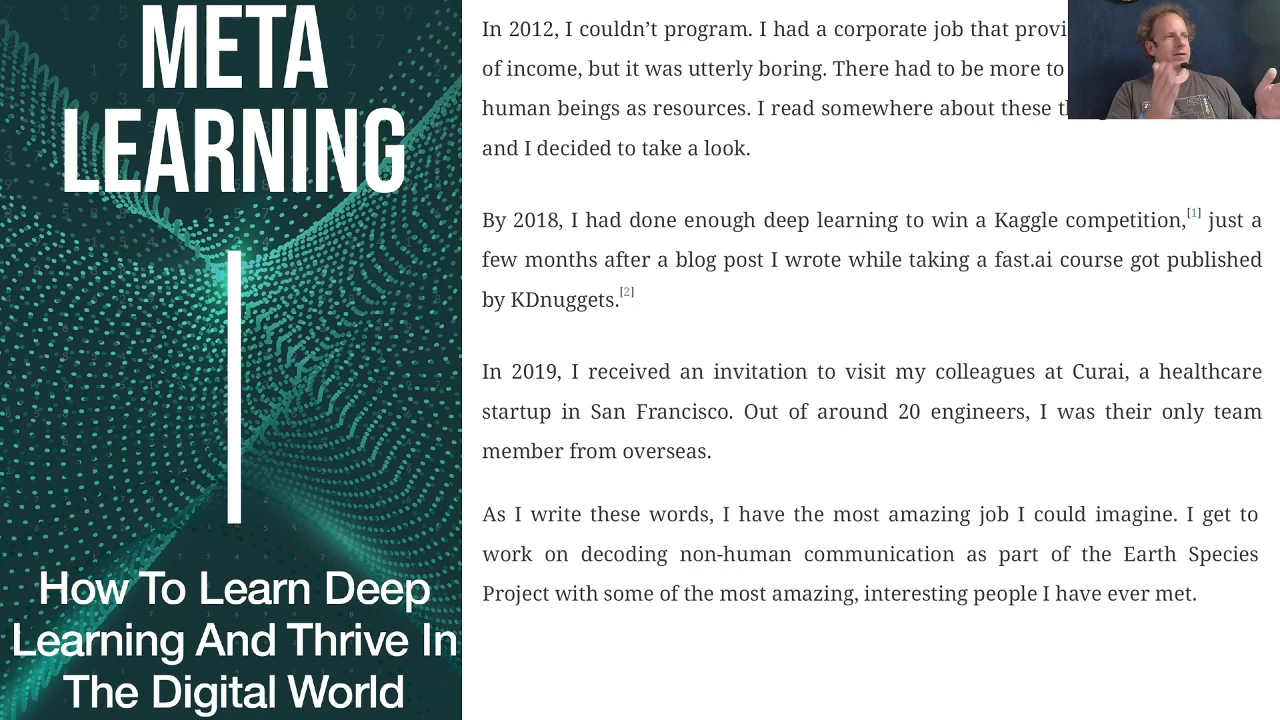 META
LEARNING
How To Learn Deep
Learning And Thrive In
The Digital World
In 2012, I couldn’t program. I had a corporate job that provi
of income, but it was utterly boring. There had to be more to
human beings as resources. I read somewhere about these
and I decided to take a look.
By 2018, I had done enough deep learning to win a Kaggle competition,[1] just a
few months after a blog post I wrote while taking a fast.ai course got published
by KDnuggets.[2]
In 2019, I received an invitation to visit my colleagues at Curai, a healthcare
startup in San Francisco. Out of around 20 engineers, I was their only team
member from overseas.
As I write these words, I have the most amazing job I could imagine. I get to
work on decoding non-human communication as part of the Earth Species
Project with some of the most amazing, interesting people I have ever met.